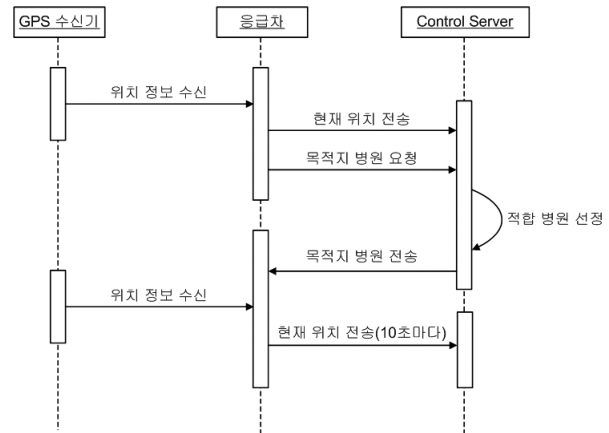 GPS 수신기
응급차
Control Server
위치 정보 수신
현재 위치 전송
목적지 병원 요청
적합 병원 선정
목적지 병원 전송
위치 정보 수신
현재 위치 전송(10초마다)